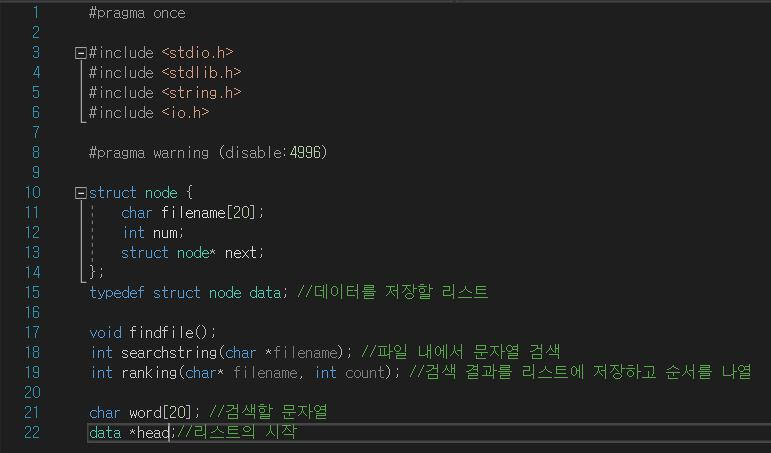 1 #pragma once
2
3 #include <stdio.h>
4 #include <stdlib.h>
5 #include <string.h>
6 #include <io.h>
7
8 #pragma warning (disable:4996)
9
10 struct node {
11 char filename[20];
12 int num;
13 struct node* next;
14 };
15 typedef struct node data; //데이터를 저장할 리스트
16
17 void findfile();
18 int searchstring(char *filename); //파일 내에서 문자열 검색
19 int ranking(char* filename, int count); //검색 결과를 리스트에 저장하고 순서를 나열
20
21 char word[20]; //검색할 문자열
22 data *head;//리스트의 시작